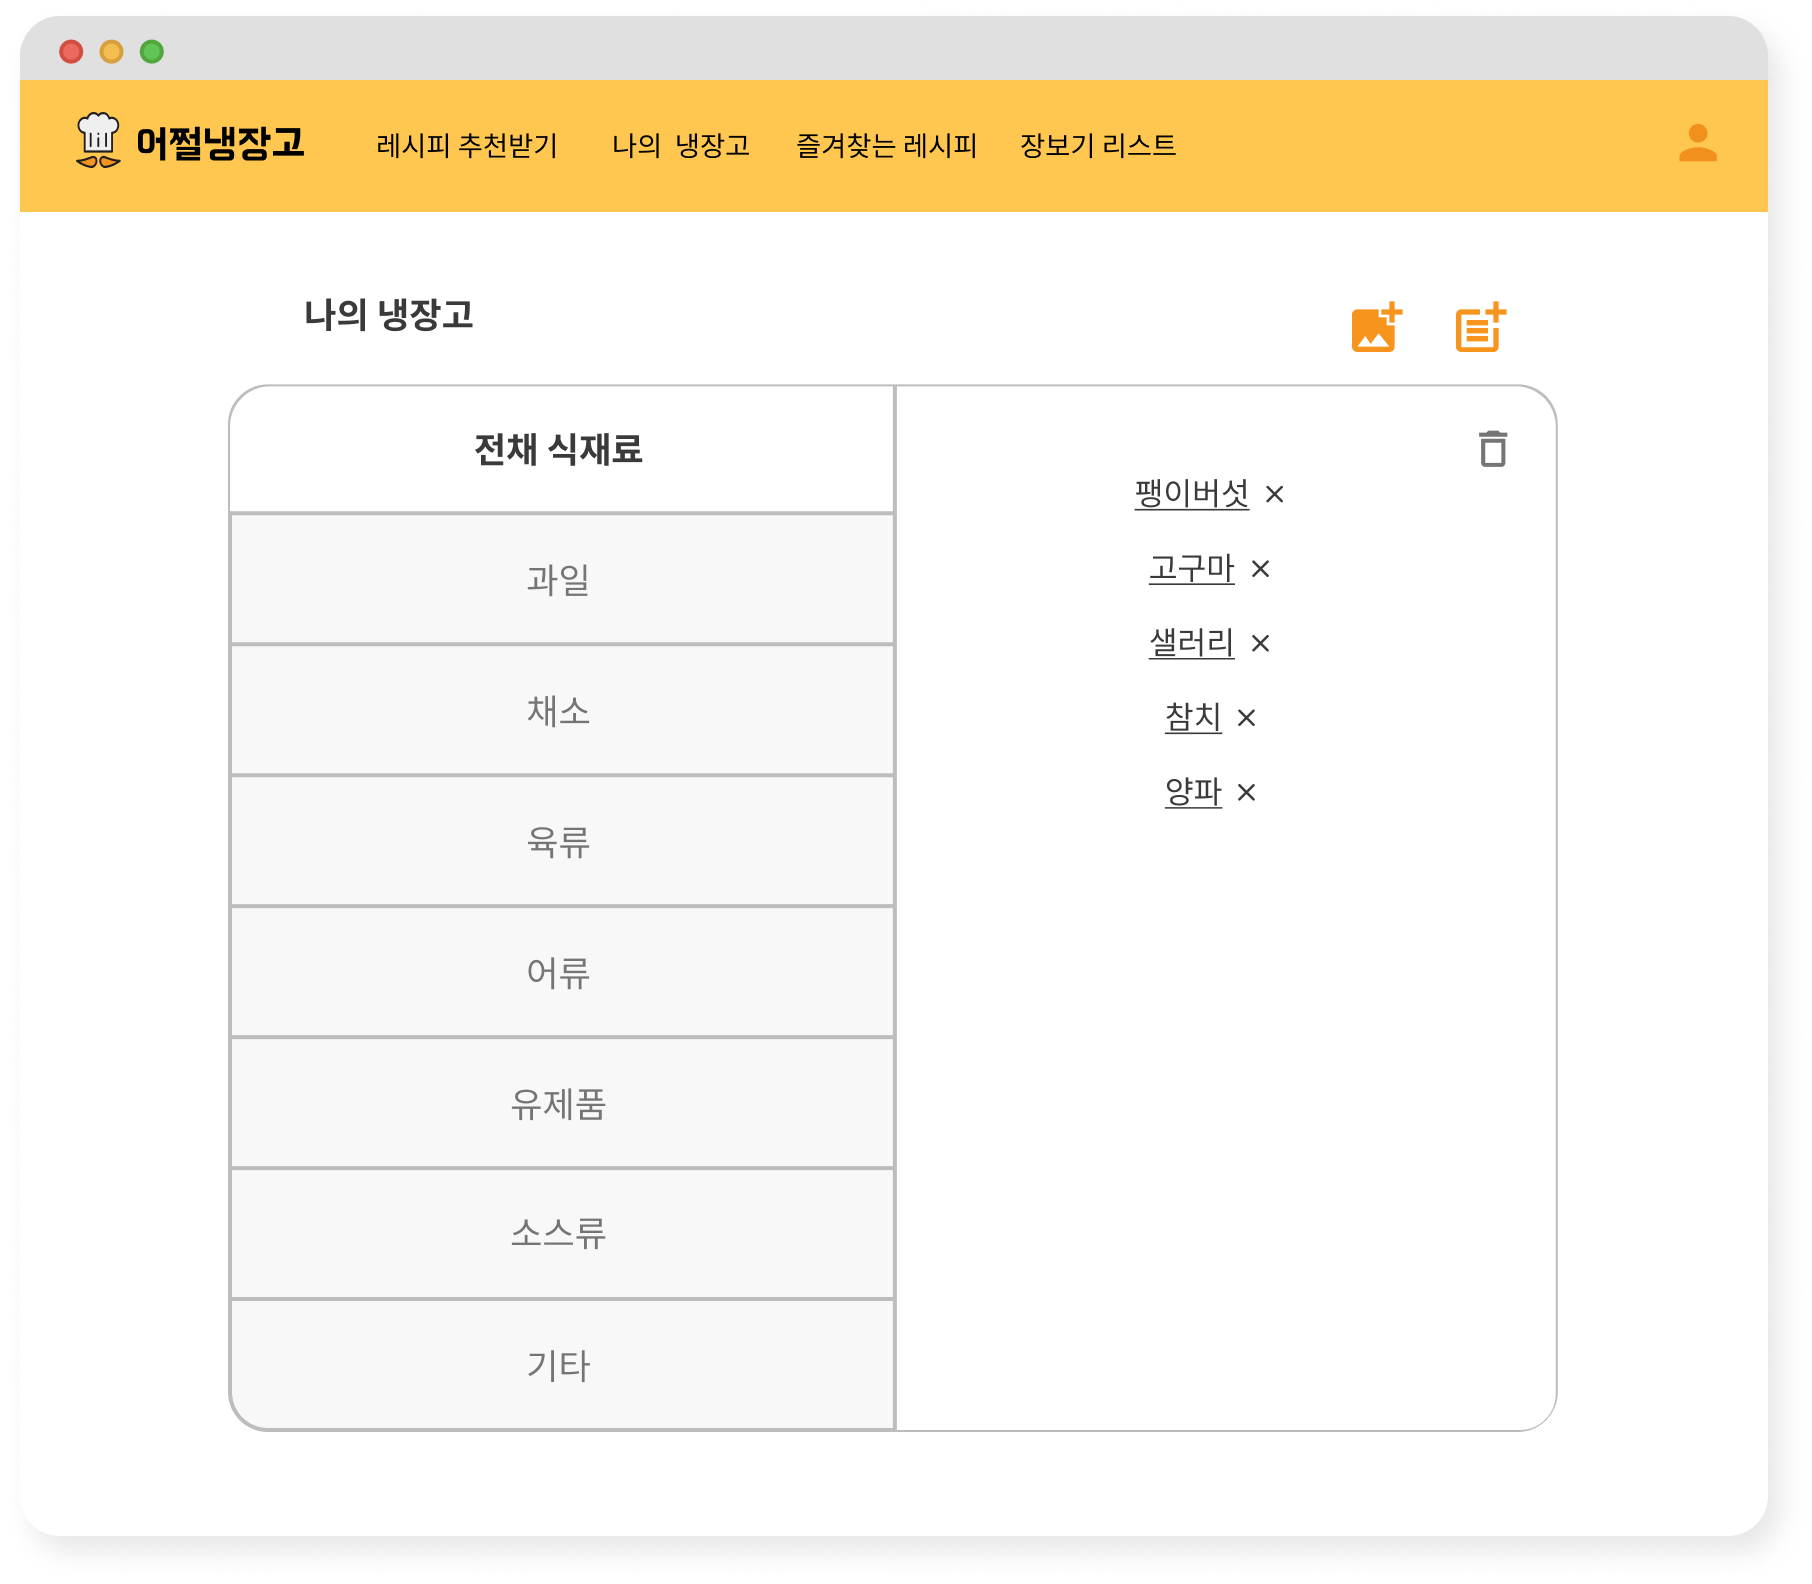 어쩔냉장고
레시피 추천받기
나의 냉장고
즐겨찾는 레시피
장보기 리스트
나의 냉장고
전채 식재료
과일
채소
육류
어류
유제품
소스류
기타
팽이버섯 ×
고구마 ×
샐러리 ×
참치 ×
양파 ×